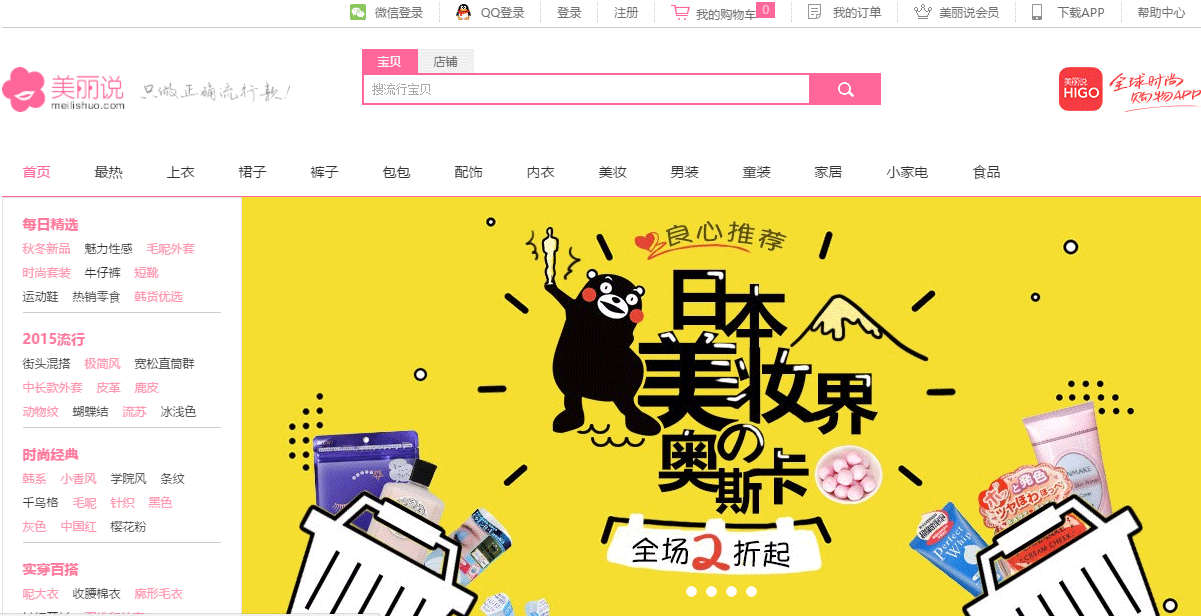 微信登录 QQ登录 登录 注册 我的购物车 0 我的订单 美丽说会员 下载APP 帮助中心
宝贝 店铺
美丽说 只做正确流行款!
meilishuo.com
搜流行宝贝
美丽说 HIGO 全球时尚 购物APP
首页 最热 上衣 裙子 裤子 包包 配饰 内衣 美妆 男装 童装 家居 小家电 食品
每日精选
秋冬新品 魅力性感 毛呢外套
时尚套装 牛仔裤 短靴
运动鞋 热销零食 韩货优选
2015流行
街头混搭 极简风 宽松直筒群
中长款外套 皮革 鹿皮
动物纹 蝴蝶结 流苏 冰浅色
时尚经典
韩系 小香风 学院风 条纹
千鸟格 毛呢 针织 黑色
灰色 中国红 樱花粉
实穿百搭
呢大衣 收腰棉衣 廓形毛衣
良心推荐
日本
美妆界
の
奥斯卡
全场2折起
Perfect Whip
CREAM CHEEK